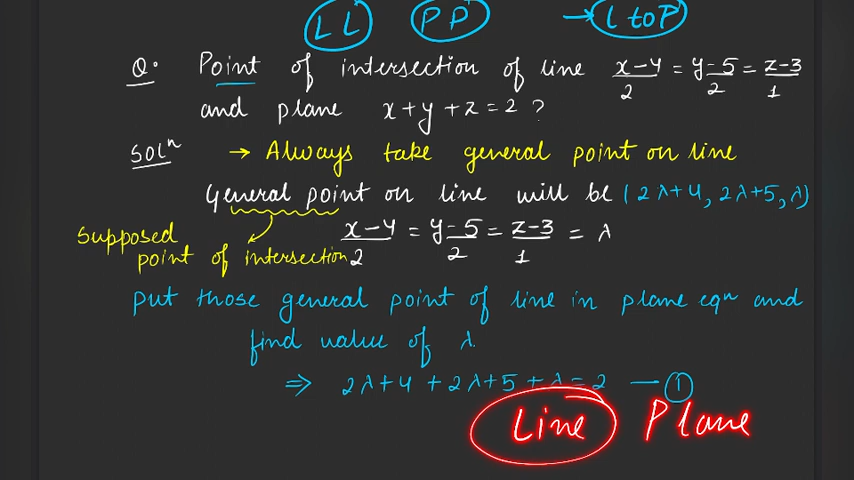 LL PP → L to P
Q. Point of intersection of line x-4/2 = y-5/2 = z-3/1
and plane x+y+z=2 ?
SOLⁿ → Always take general point on line
General point on line will be (2λ+4, 2λ+5, λ)
Supposed point of intersection
x-4/2 = y-5/2 = z-3/1 = λ
put those general point of line in plane eqⁿ and
find value of λ.
⇒ 2λ+4 + 2λ+5 + λ = 2 — ①
Line Plane